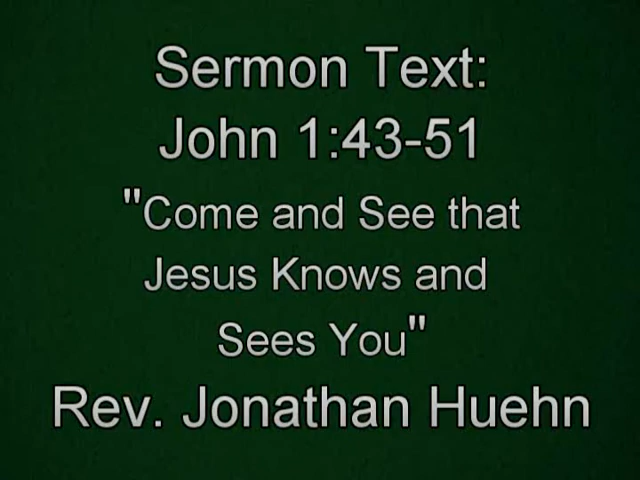 Sermon Text:
John 1:43-51
"Come and See that
Jesus Knows and
Sees You"
Rev. Jonathan Huehn